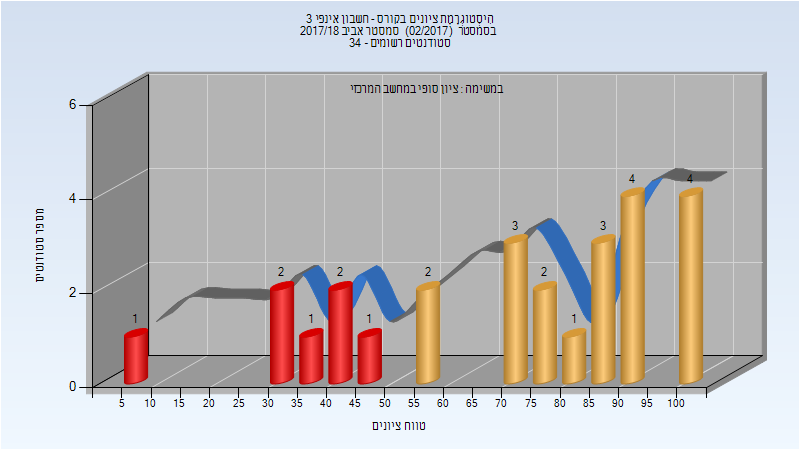 היסטוגרמת ציונים בקורס - חשבון אינפי 3
בסמסטר (02/2017) סמסטר אביב 2017/18
סטודנטים רשומים - 34
במשימה : ציון סופי במחשב המרכזי
מספר סטודנטים
6
4
2
0
1
2
1
2
1
2
3
2
1
3
4
4
5 10 15 20 25 30 35 40 45 50 55 60 65 70 75 80 85 90 95 100
טווח ציונים